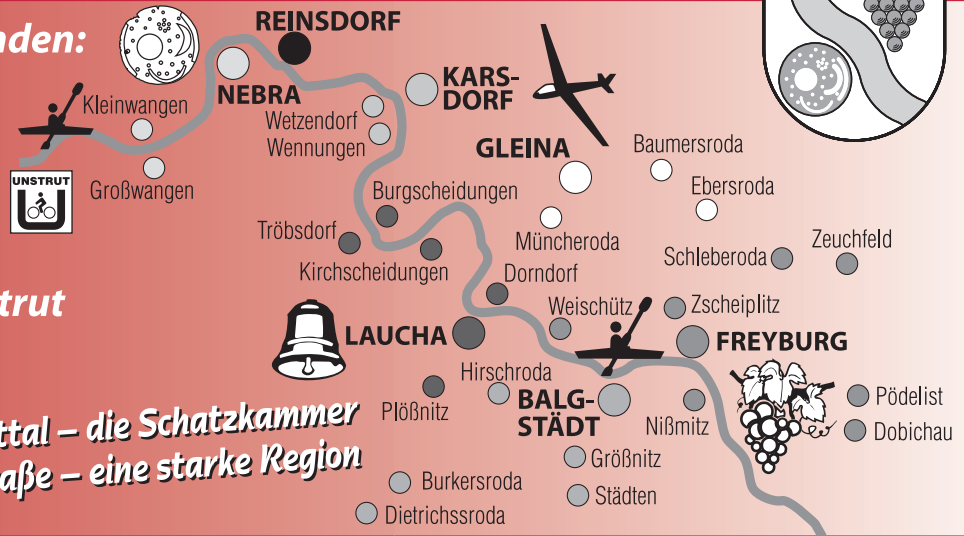 nden:
REINSDORF
NEBRA
Kleinwangen
Großwangen
UNSTRUT
Wetzendorf
Wennungen
KARS-
DORF
GLEINA
Baumersroda
Ebersroda
Müncheroda
Burgscheidungen
Tröbsdorf
Kirchscheidungen
Schleberoda
Zeuchfeld
Dorndorf
Weischütz
Zscheiplitz
trut
LAUCHA
FREYBURG
Hirschroda
Plößnitz
BALG-
STÄDT
Nißmitz
Pödelist
Dobichau
ttal – die Schatzkammer
aße – eine starke Region
Größnitz
Städten
Burkersroda
Dietrichssroda